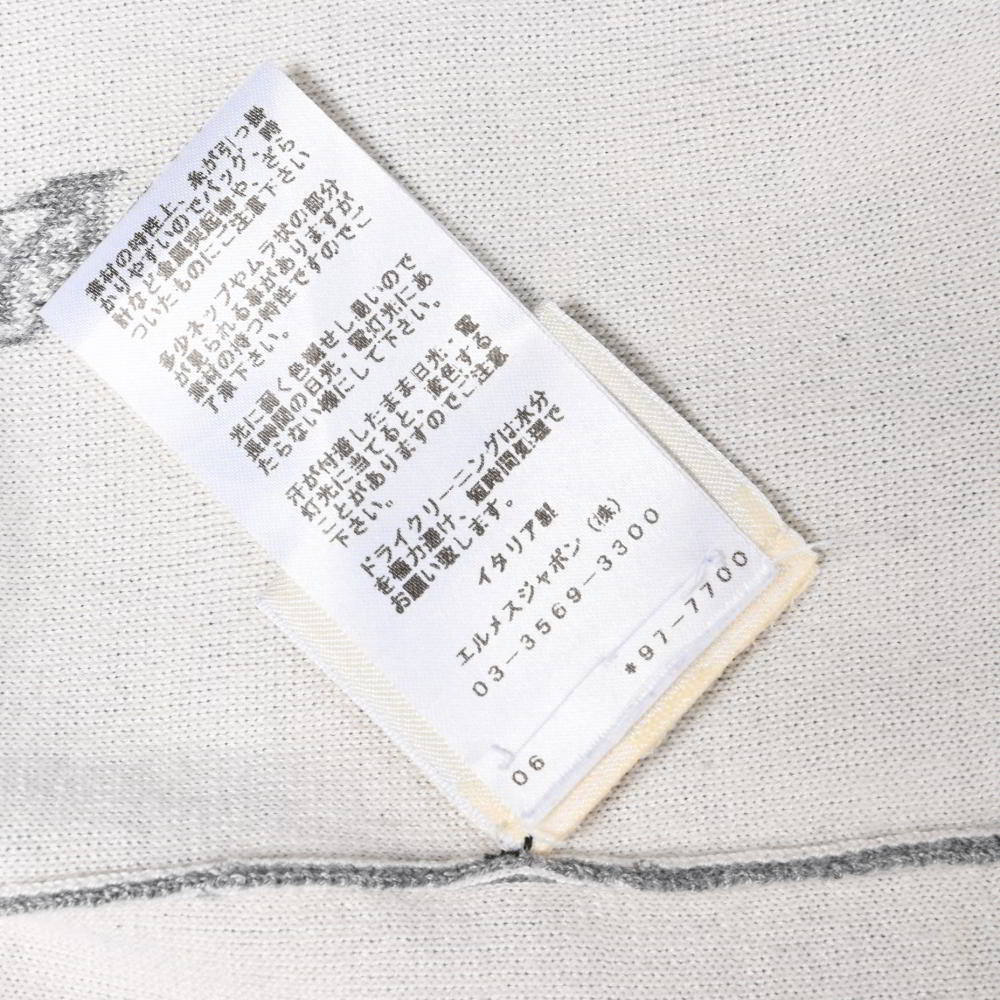 素材の特性上、糸が引っ掛
かりやすいのでバッグ、時
計など金属突起物や、ざら
ついたものにご注意下さい
多少ネップやムラ状の部分
が見られる事がありますが
素材の持つ特性ですのでご
了承下さい。
光に弱く色褪せし易いので
長時間の日光・電灯光にあ
たらない様にして下さい。
汗が付着したまま日光・電
灯光に当てると、変色する
ことがありますのでご注意
下さい。
ドライクリーニングは水分
を極力避け、短時間処理で
お願い致します。
イタリア製
エルメスジャポン（株）
03-3569-3300
*97-7700
06